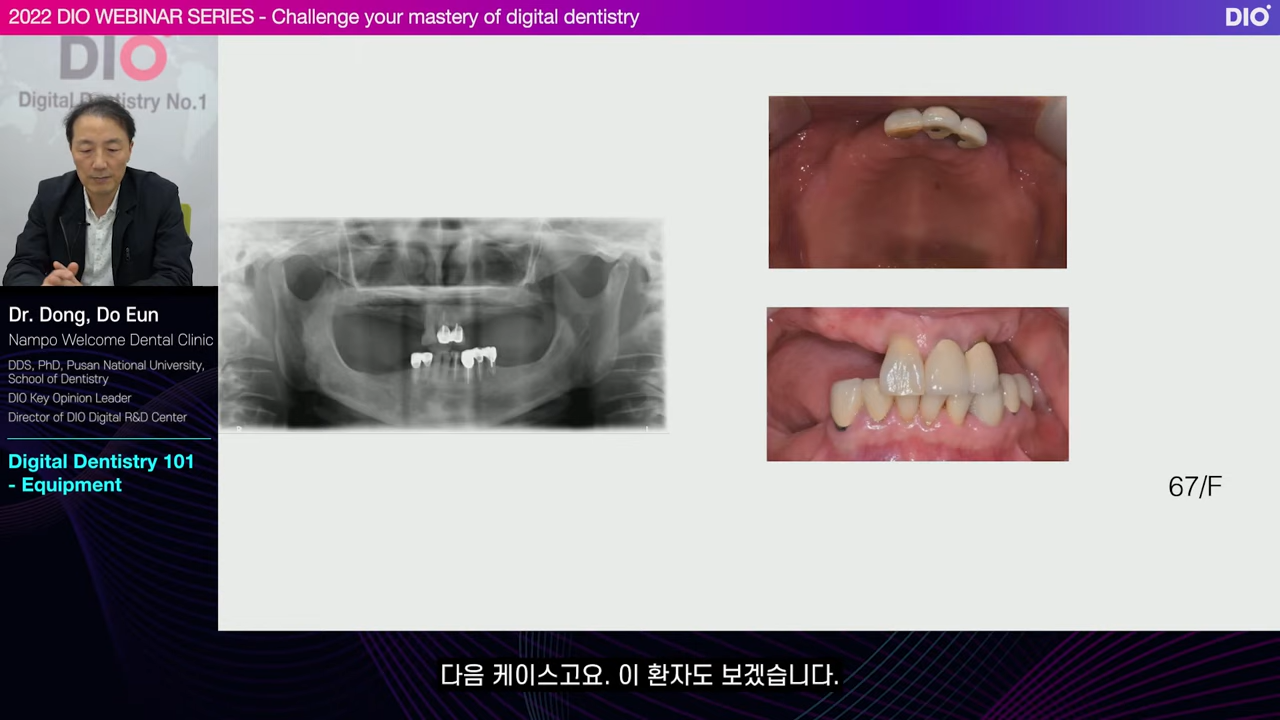 2022 DIO WEBINAR SERIES - Challenge your mastery of digital dentistry
DIO
DIO
Digital Dentistry No.1
Dr. Dong, Do Eun
Nampo Welcome Dental Clinic
DDS, PhD, Pusan National University,
School of Dentistry
DIO Key Opinion Leader
Director of DIO Digital R&D Center
Digital Dentistry 101
- Equipment
67/F
다음 케이스고요. 이 환자도 보겠습니다.